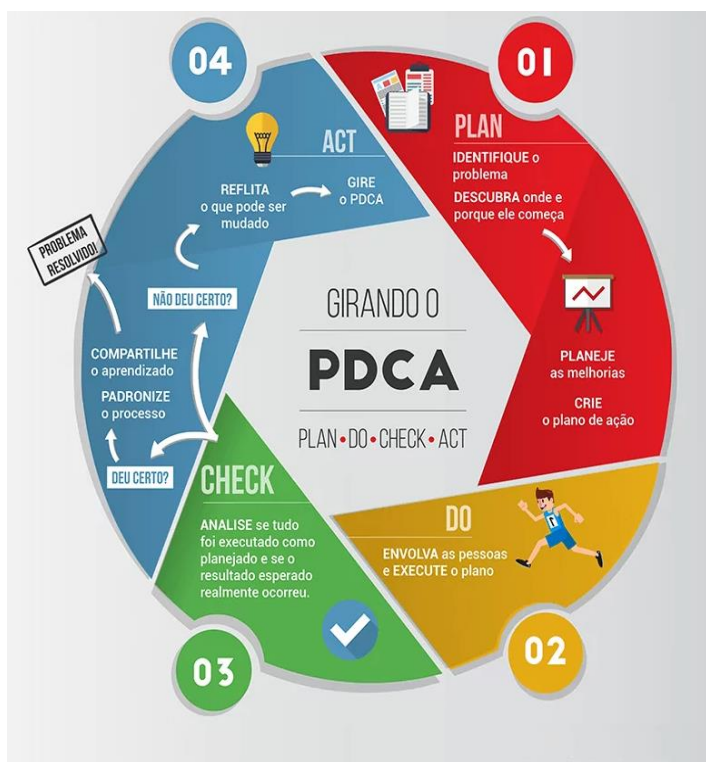 GIRANDO O
PDCA
PLAN • DO • CHECK • ACT
01
PLAN
IDENTIFIQUE o
problema
DESCUBRA onde e
porque ele começa
PLANEJE
as melhorias
CRIE
o plano de ação
02
DO
ENVOLVA as pessoas
e EXECUTE o plano
03
CHECK
ANALISE se tudo
foi executado como
planejado e se o
resultado esperado
realmente ocorreu.
04
ACT
DEU CERTO?
PADRONIZE
o processo
COMPARTILHE
o aprendizado
PROBLEMA
RESOLVIDO!
NÃO DEU CERTO?
REFLITA
o que pode ser
mudado
GIRE
o PDCA